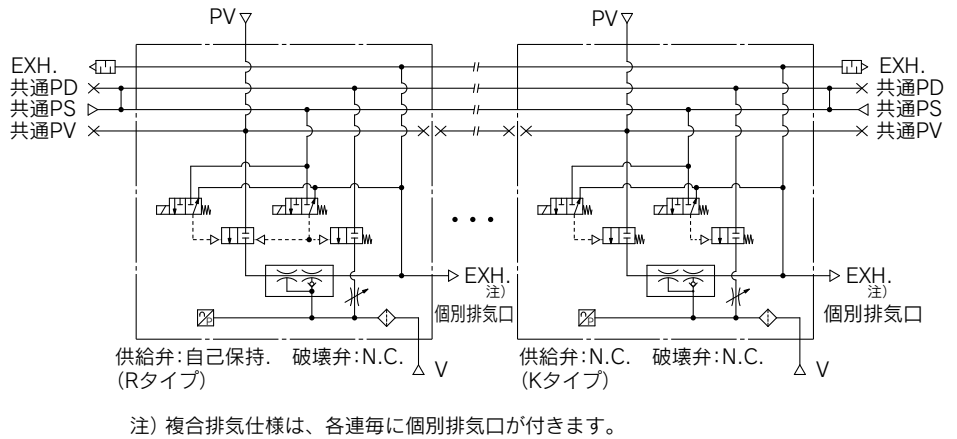 PV
PV
EXH.
共通PD
共通PS
共通PV
EXH.
共通PD
共通PS
共通PV
EXH.
注)
個別排気口
EXH.
注)
個別排気口
P
P
供給弁:自己保持. 破壊弁:N.C.
(Rタイプ)
V
供給弁:N.C. 破壊弁:N.C.
(Kタイプ)
V
注) 複合排気仕様は、各連毎に個別排気口が付きます。